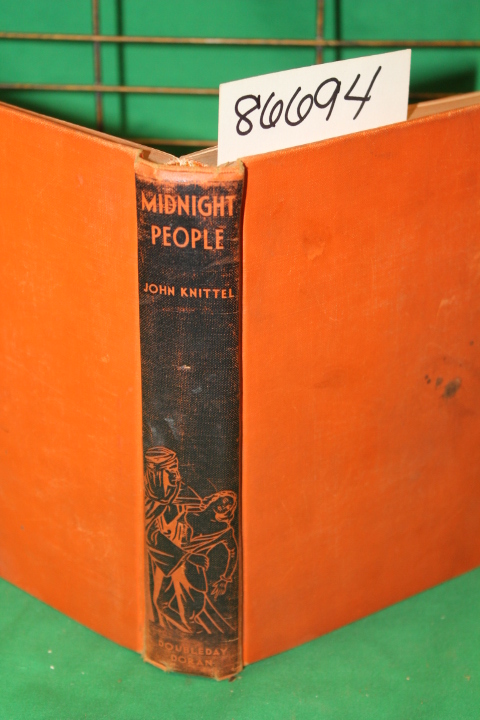 86694
MIDNIGHT
PEOPLE
JOHN KNITTEL
DOUBLEDAY
DORAN